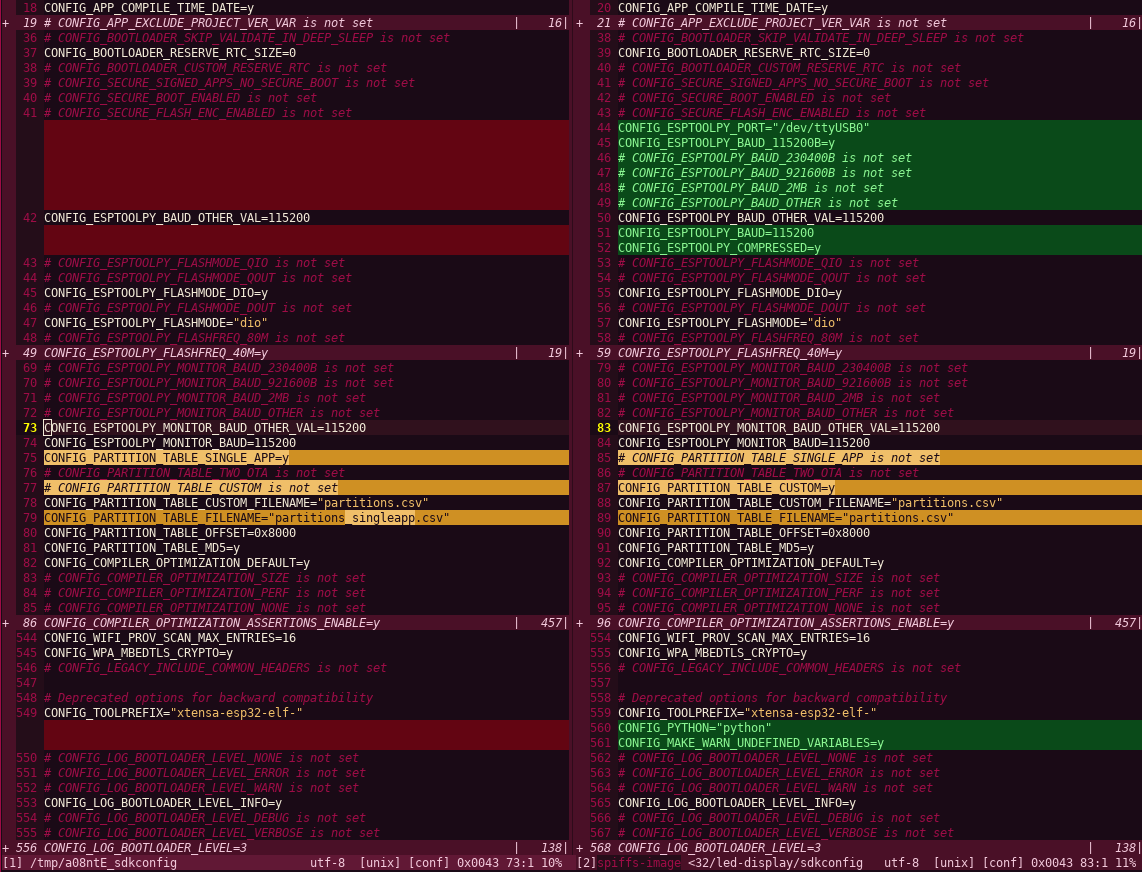 18 CONFIG_APP_COMPILE_TIME_DATE=y
+ 19 # CONFIG_APP_EXCLUDE_PROJECT_VER_VAR is not set | 16|
36 # CONFIG_BOOTLOADER_SKIP_VALIDATE_IN_DEEP_SLEEP is not set
37 CONFIG_BOOTLOADER_RESERVE_RTC_SIZE=0
38 # CONFIG_BOOTLOADER_CUSTOM_RESERVE_RTC is not set
39 # CONFIG_SECURE_SIGNED_APPS_NO_SECURE_BOOT is not set
40 # CONFIG_SECURE_BOOT_ENABLED is not set
41 # CONFIG_SECURE_FLASH_ENC_ENABLED is not set
42 CONFIG_ESPTOOLPY_BAUD_OTHER_VAL=115200
43 # CONFIG_ESPTOOLPY_FLASHMODE_QIO is not set
44 # CONFIG_ESPTOOLPY_FLASHMODE_QOUT is not set
45 CONFIG_ESPTOOLPY_FLASHMODE_DIO=y
46 # CONFIG_ESPTOOLPY_FLASHMODE_DOUT is not set
47 CONFIG_ESPTOOLPY_FLASHMODE="dio"
48 # CONFIG_ESPTOOLPY_FLASHFREQ_80M is not set
+ 49 CONFIG_ESPTOOLPY_FLASHFREQ_40M=y | 19|
69 # CONFIG_ESPTOOLPY_MONITOR_BAUD_230400B is not set
70 # CONFIG_ESPTOOLPY_MONITOR_BAUD_921600B is not set
71 # CONFIG_ESPTOOLPY_MONITOR_BAUD_2MB is not set
72 # CONFIG_ESPTOOLPY_MONITOR_BAUD_OTHER is not set
73 CONFIG_ESPTOOLPY_MONITOR_BAUD_OTHER_VAL=115200
74 CONFIG_ESPTOOLPY_MONITOR_BAUD=115200
75 CONFIG_PARTITION_TABLE_SINGLE_APP=y
76 # CONFIG_PARTITION_TABLE_TWO_OTA is not set
77 # CONFIG_PARTITION_TABLE_CUSTOM is not set
78 CONFIG_PARTITION_TABLE_CUSTOM_FILENAME="partitions.csv"
79 CONFIG_PARTITION_TABLE_FILENAME="partitions_singleapp.csv"
80 CONFIG_PARTITION_TABLE_OFFSET=0x8000
81 CONFIG_PARTITION_TABLE_MD5=y
82 CONFIG_COMPILER_OPTIMIZATION_DEFAULT=y
83 # CONFIG_COMPILER_OPTIMIZATION_SIZE is not set
84 # CONFIG_COMPILER_OPTIMIZATION_PERF is not set
85 # CONFIG_COMPILER_OPTIMIZATION_NONE is not set
+ 86 CONFIG_COMPILER_OPTIMIZATION_ASSERTIONS_ENABLE=y | 457|
544 CONFIG_WIFI_PROV_SCAN_MAX_ENTRIES=16
545 CONFIG_WPA_MBEDTLS_CRYPTO=y
546 # CONFIG_LEGACY_INCLUDE_COMMON_HEADERS is not set
547
548 # Deprecated options for backward compatibility
549 CONFIG_TOOLPREFIX="xtensa-esp32-elf-"
550 # CONFIG_LOG_BOOTLOADER_LEVEL_NONE is not set
551 # CONFIG_LOG_BOOTLOADER_LEVEL_ERROR is not set
552 # CONFIG_LOG_BOOTLOADER_LEVEL_WARN is not set
553 CONFIG_LOG_BOOTLOADER_LEVEL_INFO=y
554 # CONFIG_LOG_BOOTLOADER_LEVEL_DEBUG is not set
555 # CONFIG_LOG_BOOTLOADER_LEVEL_VERBOSE is not set
+ 556 CONFIG_LOG_BOOTLOADER_LEVEL=3 | 138|
[1] /tmp/a08ntE_sdkconfig utf-8 [unix] [conf] 0x0043 73:1 10%
20 CONFIG_APP_COMPILE_TIME_DATE=y
+ 21 # CONFIG_APP_EXCLUDE_PROJECT_VER_VAR is not set | 16|
38 # CONFIG_BOOTLOADER_SKIP_VALIDATE_IN_DEEP_SLEEP is not set
39 CONFIG_BOOTLOADER_RESERVE_RTC_SIZE=0
40 # CONFIG_BOOTLOADER_CUSTOM_RESERVE_RTC is not set
41 # CONFIG_SECURE_SIGNED_APPS_NO_SECURE_BOOT is not set
42 # CONFIG_SECURE_BOOT_ENABLED is not set
43 # CONFIG_SECURE_FLASH_ENC_ENABLED is not set
44 CONFIG_ESPTOOLPY_PORT="/dev/ttyUSB0"
45 CONFIG_ESPTOOLPY_BAUD_115200B=y
46 # CONFIG_ESPTOOLPY_BAUD_230400B is not set
47 # CONFIG_ESPTOOLPY_BAUD_921600B is not set
48 # CONFIG_ESPTOOLPY_BAUD_2MB is not set
49 # CONFIG_ESPTOOLPY_BAUD_OTHER is not set
50 CONFIG_ESPTOOLPY_BAUD_OTHER_VAL=115200
51 CONFIG_ESPTOOLPY_BAUD=115200
52 CONFIG_ESPTOOLPY_COMPRESSED=y
53 # CONFIG_ESPTOOLPY_FLASHMODE_QIO is not set
54 # CONFIG_ESPTOOLPY_FLASHMODE_QOUT is not set
55 CONFIG_ESPTOOLPY_FLASHMODE_DIO=y
56 # CONFIG_ESPTOOLPY_FLASHMODE_DOUT is not set
57 CONFIG_ESPTOOLPY_FLASHMODE="dio"
58 # CONFIG_ESPTOOLPY_FLASHFREQ_80M is not set
+ 59 CONFIG_ESPTOOLPY_FLASHFREQ_40M=y | 19|
79 # CONFIG_ESPTOOLPY_MONITOR_BAUD_230400B is not set
80 # CONFIG_ESPTOOLPY_MONITOR_BAUD_921600B is not set
81 # CONFIG_ESPTOOLPY_MONITOR_BAUD_2MB is not set
82 # CONFIG_ESPTOOLPY_MONITOR_BAUD_OTHER is not set
83 CONFIG_ESPTOOLPY_MONITOR_BAUD_OTHER_VAL=115200
84 CONFIG_ESPTOOLPY_MONITOR_BAUD=115200
85 # CONFIG_PARTITION_TABLE_SINGLE_APP is not set
86 # CONFIG_PARTITION_TABLE_TWO_OTA is not set
87 CONFIG_PARTITION_TABLE_CUSTOM=y
88 CONFIG_PARTITION_TABLE_CUSTOM_FILENAME="partitions.csv"
89 CONFIG_PARTITION_TABLE_FILENAME="partitions.csv"
90 CONFIG_PARTITION_TABLE_OFFSET=0x8000
91 CONFIG_PARTITION_TABLE_MD5=y
92 CONFIG_COMPILER_OPTIMIZATION_DEFAULT=y
93 # CONFIG_COMPILER_OPTIMIZATION_SIZE is not set
94 # CONFIG_COMPILER_OPTIMIZATION_PERF is not set
95 # CONFIG_COMPILER_OPTIMIZATION_NONE is not set
+ 96 CONFIG_COMPILER_OPTIMIZATION_ASSERTIONS_ENABLE=y | 457|
554 CONFIG_WIFI_PROV_SCAN_MAX_ENTRIES=16
555 CONFIG_WPA_MBEDTLS_CRYPTO=y
556 # CONFIG_LEGACY_INCLUDE_COMMON_HEADERS is not set
557
558 # Deprecated options for backward compatibility
559 CONFIG_TOOLPREFIX="xtensa-esp32-elf-"
560 CONFIG_PYTHON="python"
561 CONFIG_MAKE_WARN_UNDEFINED_VARIABLES=y
562 # CONFIG_LOG_BOOTLOADER_LEVEL_NONE is not set
563 # CONFIG_LOG_BOOTLOADER_LEVEL_ERROR is not set
564 # CONFIG_LOG_BOOTLOADER_LEVEL_WARN is not set
565 CONFIG_LOG_BOOTLOADER_LEVEL_INFO=y
566 # CONFIG_LOG_BOOTLOADER_LEVEL_DEBUG is not set
567 # CONFIG_LOG_BOOTLOADER_LEVEL_VERBOSE is not set
+ 568 CONFIG_LOG_BOOTLOADER_LEVEL=3 | 138|
[2]spiffs-image <32/led-display/sdkconfig utf-8 [unix] [conf] 0x0043 83:1 11%